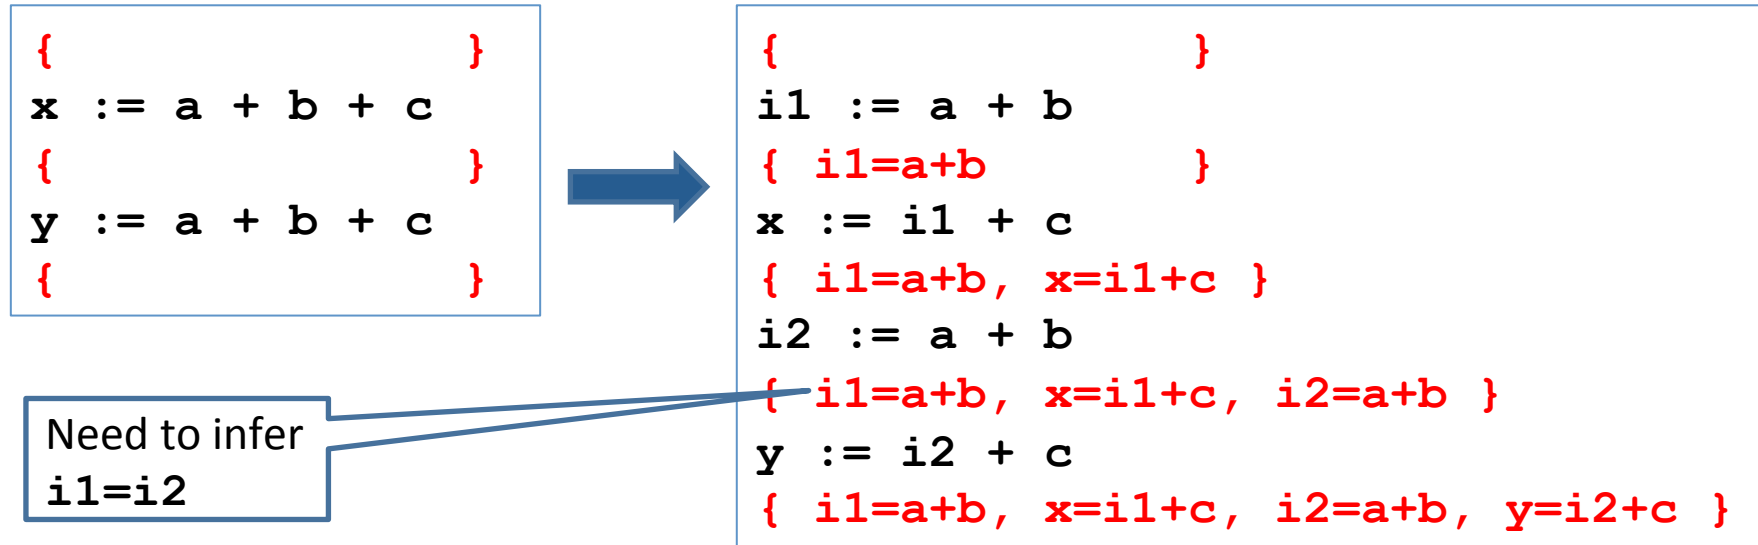 {               }
x := a + b + c
{               }
y := a + b + c
{               }
{               }
i1 := a + b
{ i1=a+b        }
x := i1 + c
{ i1=a+b, x=i1+c }
i2 := a + b
{ i1=a+b, x=i1+c, i2=a+b }
y := i2 + c
{ i1=a+b, x=i1+c, i2=a+b, y=i2+c }
Need to infer
i1=i2